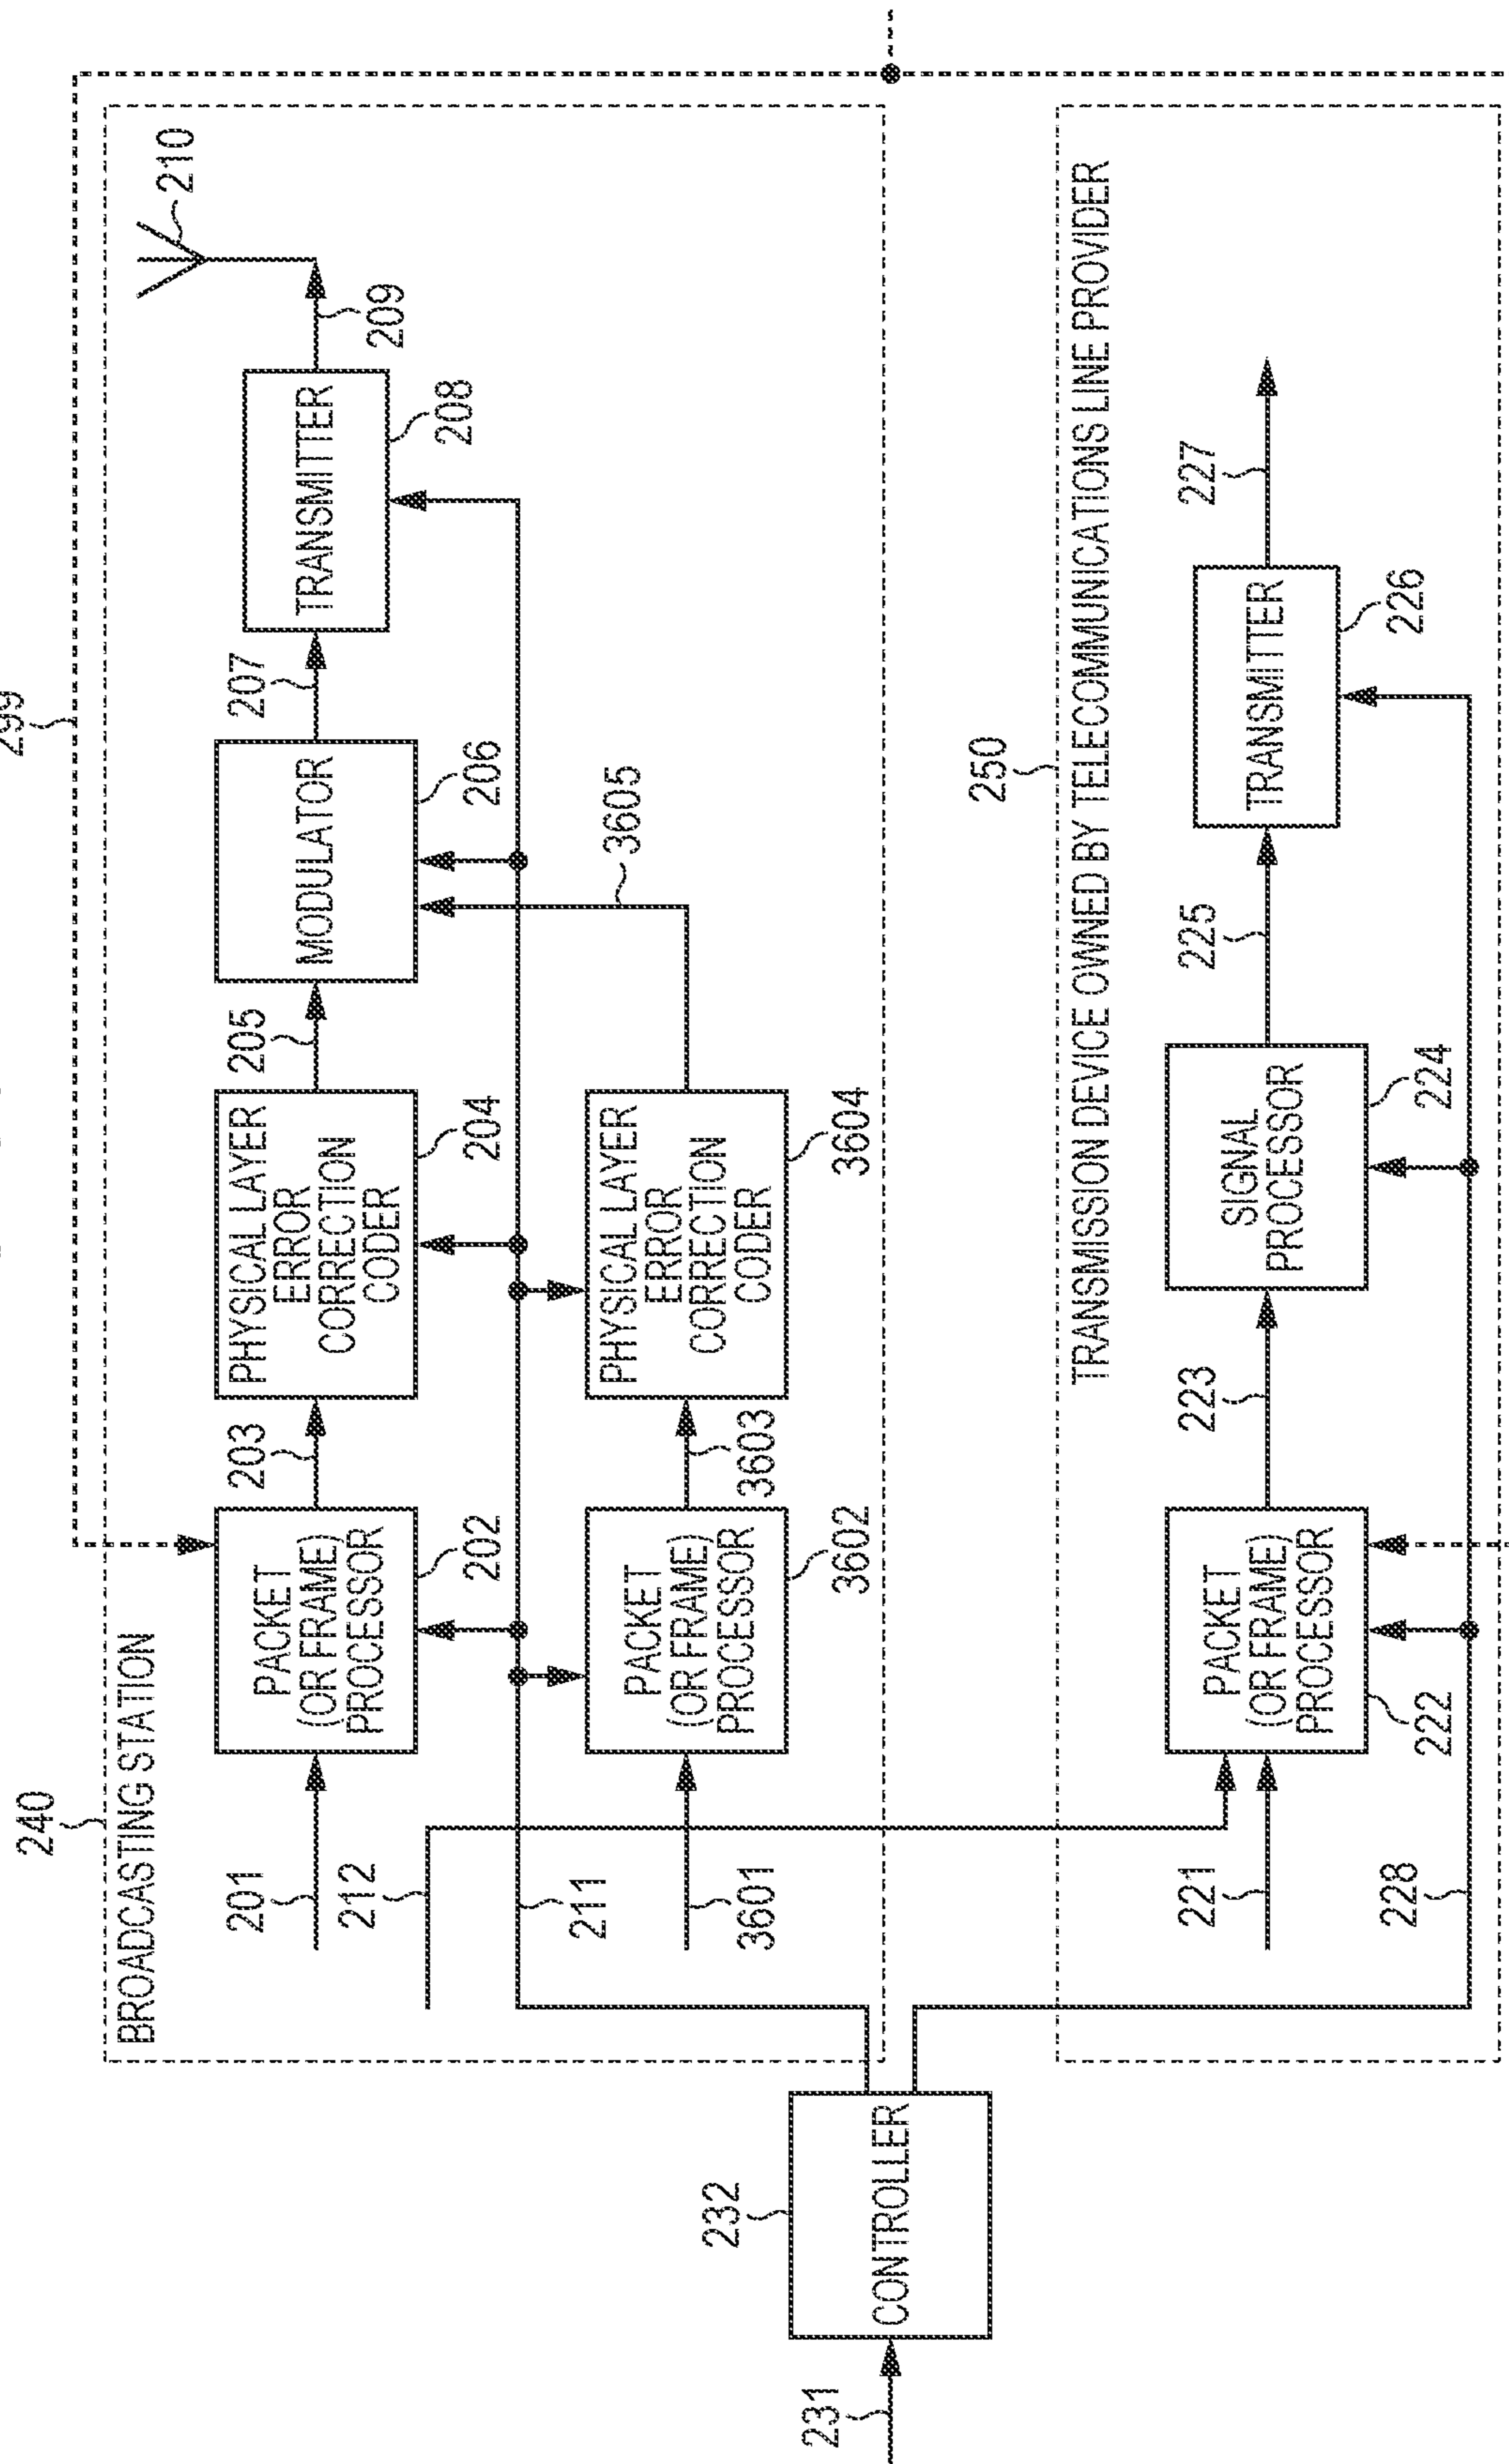 299
240
BROADCASTING STATION
210
201
PACKET
(OR FRAME)
PROCESSOR
202
203
PHYSICAL LAYER
ERROR
CORRECTION
CODER
204
205
MODULATOR
206
207
TRANSMITTER
208
209
212
211
3601
PACKET
(OR FRAME)
PROCESSOR
3602
3603
PHYSICAL LAYER
ERROR
CORRECTION
CODER
3604
3605
231
CONTROLLER
232
250
TRANSMISSION DEVICE OWNED BY TELECOMMUNICATIONS LINE PROVIDER
221
228
PACKET
(OR FRAME)
PROCESSOR
222
223
SIGNAL
PROCESSOR
224
225
TRANSMITTER
226
227